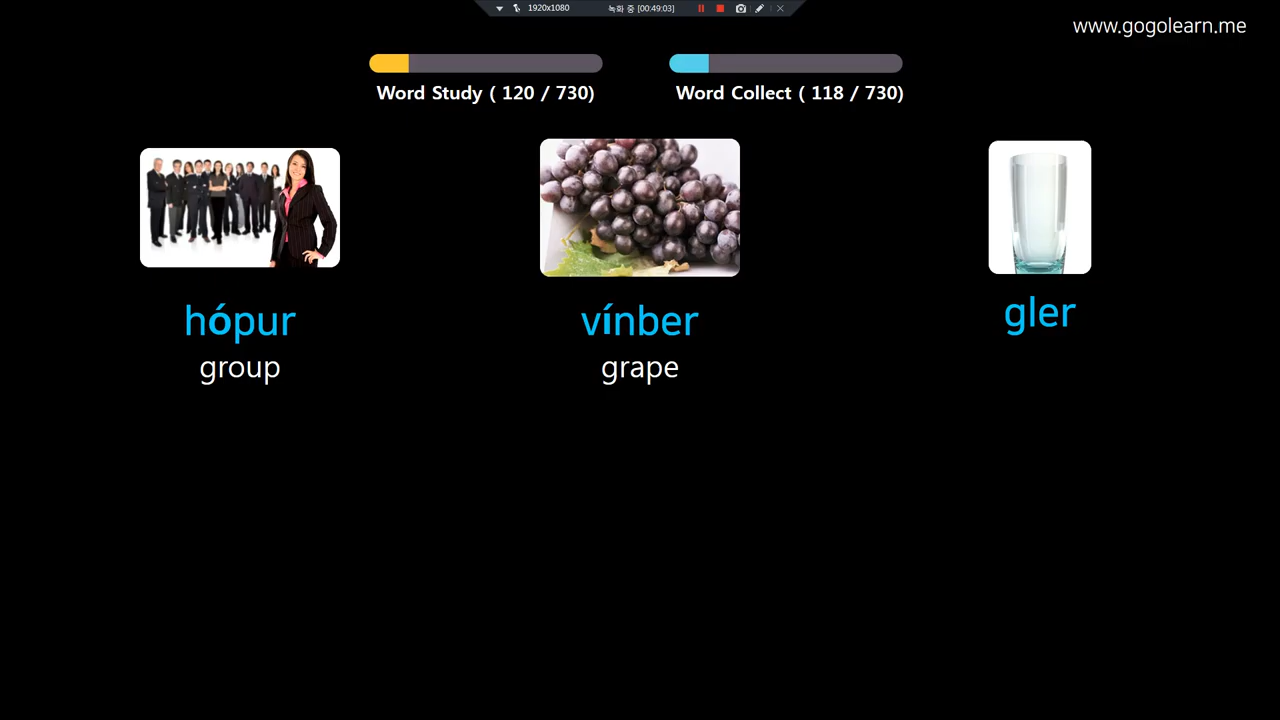 1920x1080 녹화 중 [00:49:03]
www.gogolearn.me
Word Study ( 120 / 730)
Word Collect ( 118 / 730)
hópur
group
vínber
grape
gler